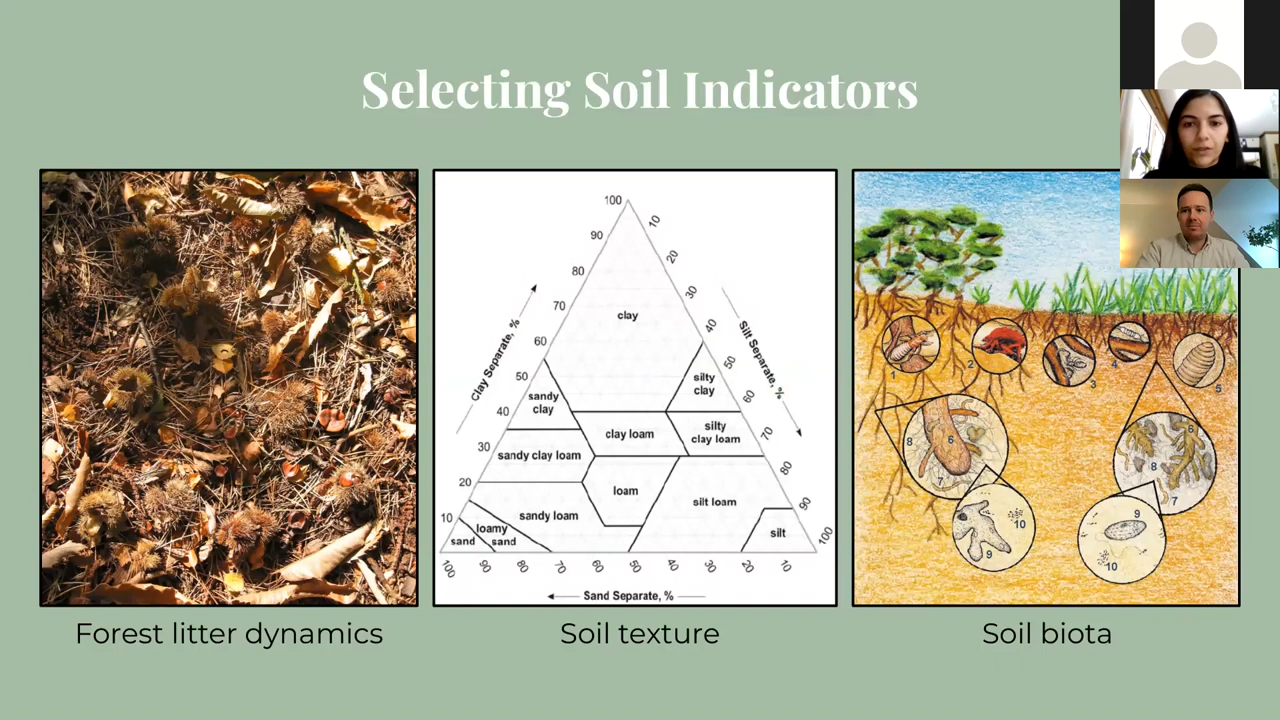 Selecting Soil Indicators
100
90
80
70
60
50
40
30
20
10
10
20
30
40
50
60
70
80
90
100
Clay Separate, %
Silt Separate, %
clay
silty
clay
sandy
clay
clay loam
silty
clay loam
sandy clay loam
loam
silt loam
sandy loam
loamy
sand
sand
silt
100
90
80
70
60
50
40
30
20
10
Sand Separate, %
1
2
3
4
5
8
6
7
6
8
7
10
9
9
10
Forest litter dynamics
Soil texture
Soil biota